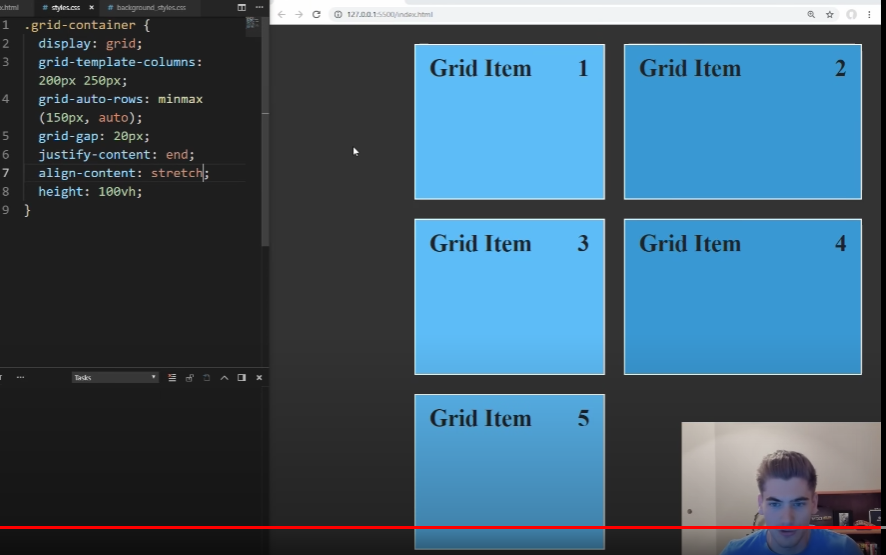 .html
# styles.css ×
# background_styles.css
127.0.0.1:5500/index.html
1 .grid-container {
2 display: grid;
3 grid-template-columns:
200px 250px;
4 grid-auto-rows: minmax
(150px, auto);
5 grid-gap: 20px;
6 justify-content: end;
7 align-content: stretch;
8 height: 100vh;
9 }
Tasks
Grid Item 1
Grid Item 2
Grid Item 3
Grid Item 4
Grid Item 5